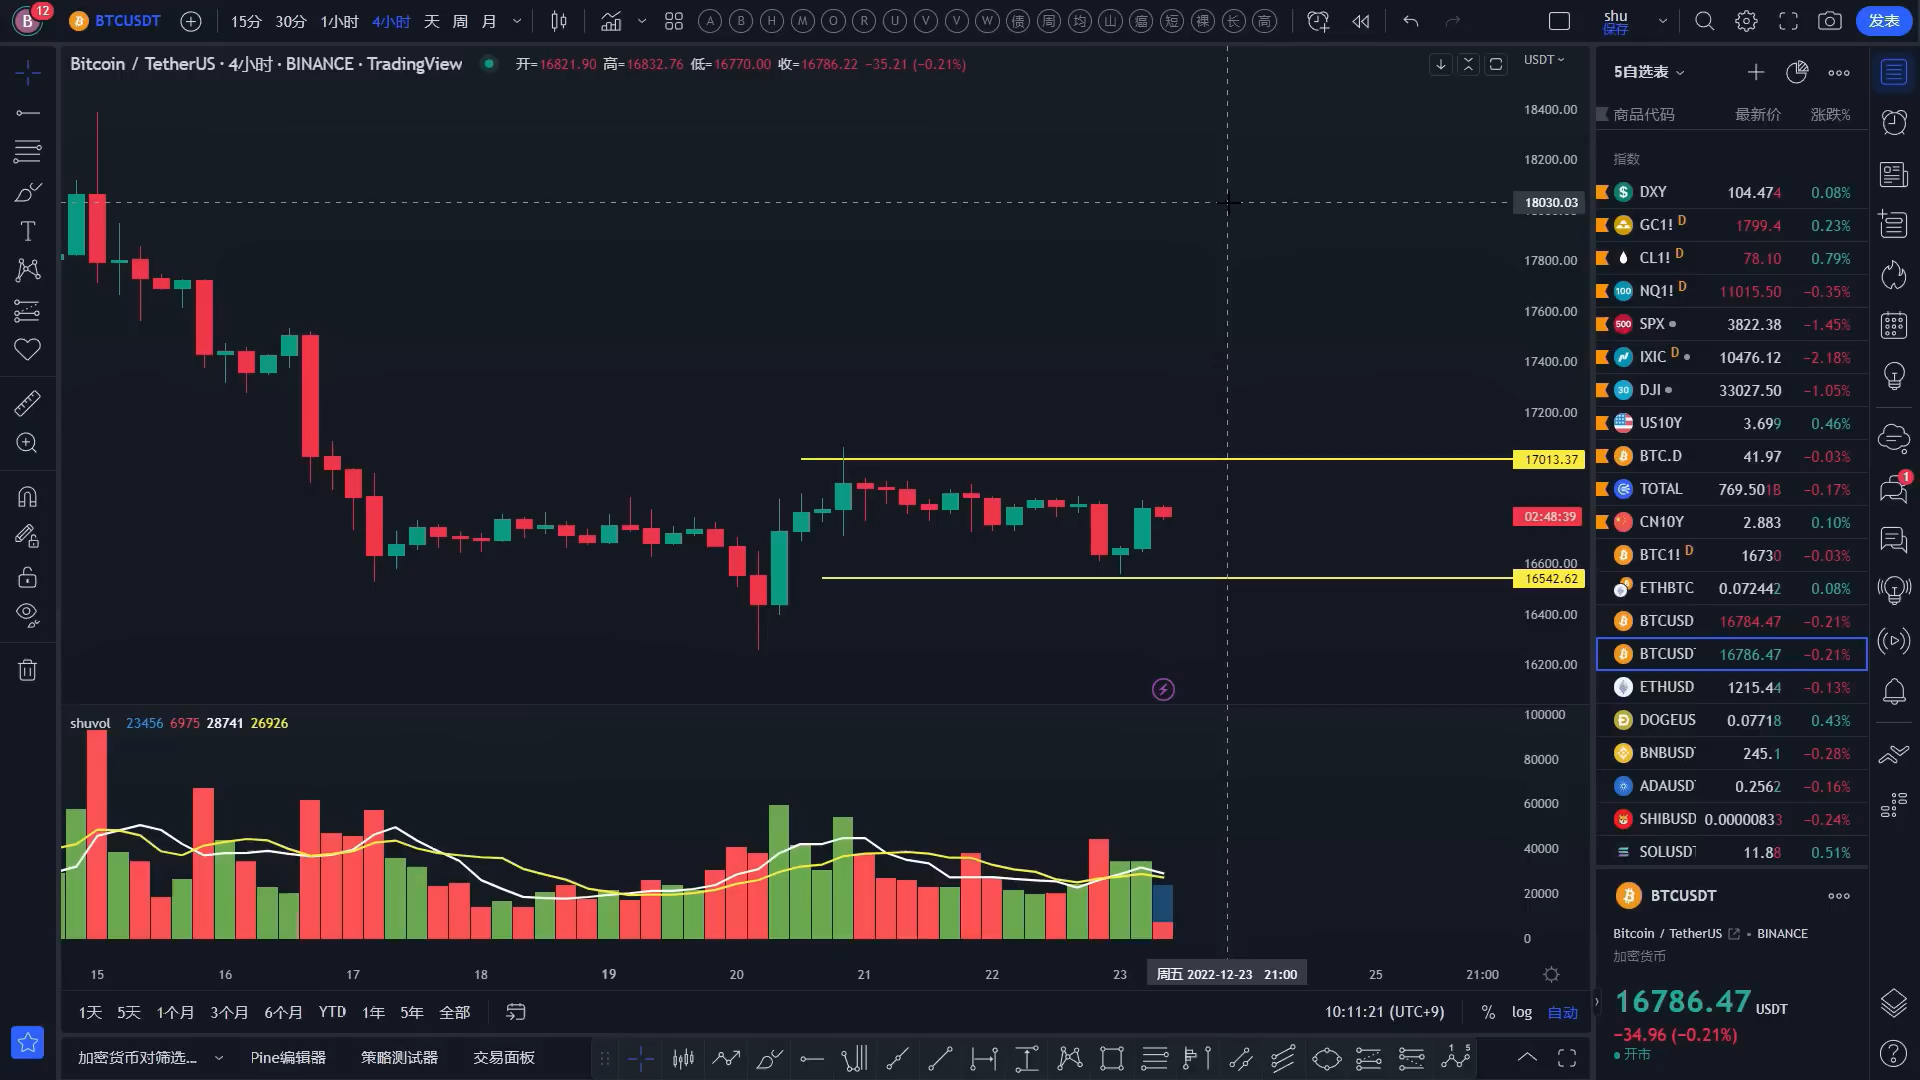 B 12 BTCUSDT 15分 30分 1小时 4小时 天 周 月 A B H M O R U V V W 债 周 均 山 瘟 短 裸 长 高 shu 保存 发表
Bitcoin / TetherUS · 4小时 · BINANCE · TradingView 开=16821.90 高=16832.76 低=16770.00 收=16786.22 −35.21 (−0.21%)
USDT
18400.00
18200.00
18030.03
17800.00
17600.00
17400.00
17200.00
17013.37
02:48:39
16600.00
16542.62
16400.00
16200.00
shuvol 23456 6975 28741 26926
100000
80000
60000
40000
20000
0
15 16 17 18 19 20 21 22 23 周五 2022-12-23 21:00 25 21:00
1天 5天 1个月 3个月 6个月 YTD 1年 5年 全部 10:11:21 (UTC+9) % log 自动
加密货币对筛选... Pine编辑器 策略测试器 交易面板
5自选表
商品代码 最新价 涨跌%
指数
DXY 104.474 0.08%
GC1! D 1799.4 0.23%
CL1! D 78.10 0.79%
NQ1! D 11015.50 −0.35%
SPX 3822.38 −1.45%
IXIC D 10476.12 −2.18%
DJI 33027.50 −1.05%
US10Y 3.699 0.46%
BTC.D 41.97 −0.03%
TOTAL 769.501B −0.17%
CN10Y 2.883 0.10%
BTC1! D 16730 −0.03%
ETHBTC 0.072442 0.08%
BTCUSD 16784.47 −0.21%
BTCUSD 16786.47 −0.21%
ETHUSD 1215.44 −0.13%
DOGEUS 0.07718 0.43%
BNBUSD 245.1 −0.28%
ADAUSD 0.2562 −0.16%
SHIBUSD 0.00000833 −0.24%
SOLUSD 11.88 0.51%
BTCUSDT
Bitcoin / TetherUS • BINANCE
加密货币
16786.47 USDT
−34.96 (−0.21%)
开市
1